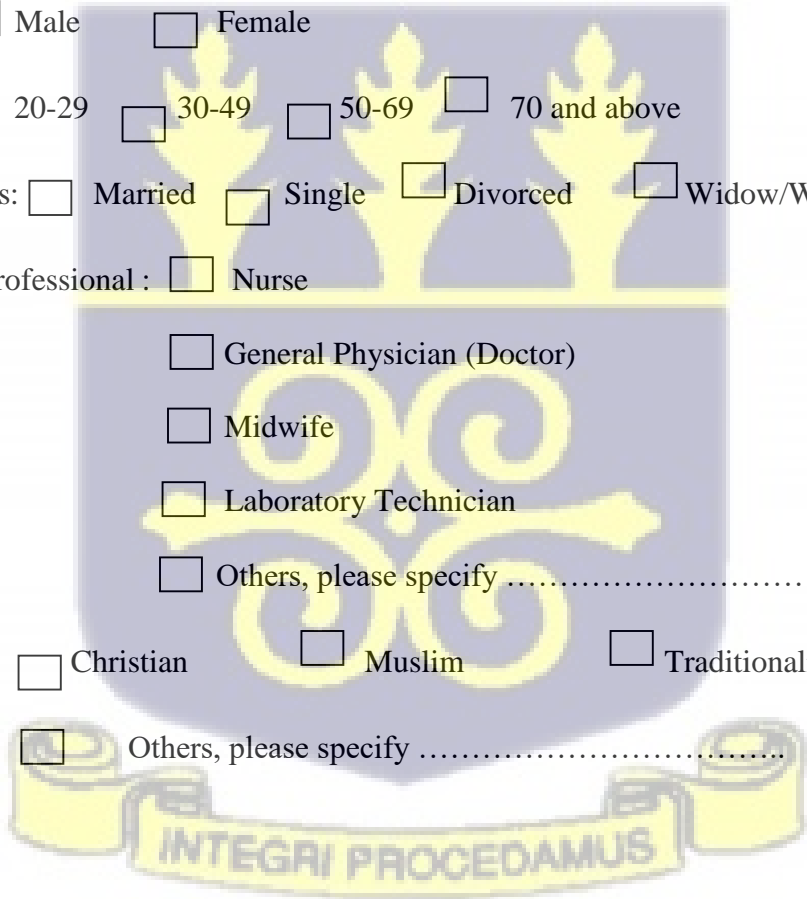 Male Female
20-29 30-49 50-69 70 and above
s: Married Single Divorced Widow/W
rofessional : Nurse
General Physician (Doctor)
Midwife
Laboratory Technician
Others, please specify ……………………………
Christian Muslim Traditional
Others, please specify …………………………………..
INTEGRI PROCEDAMUS